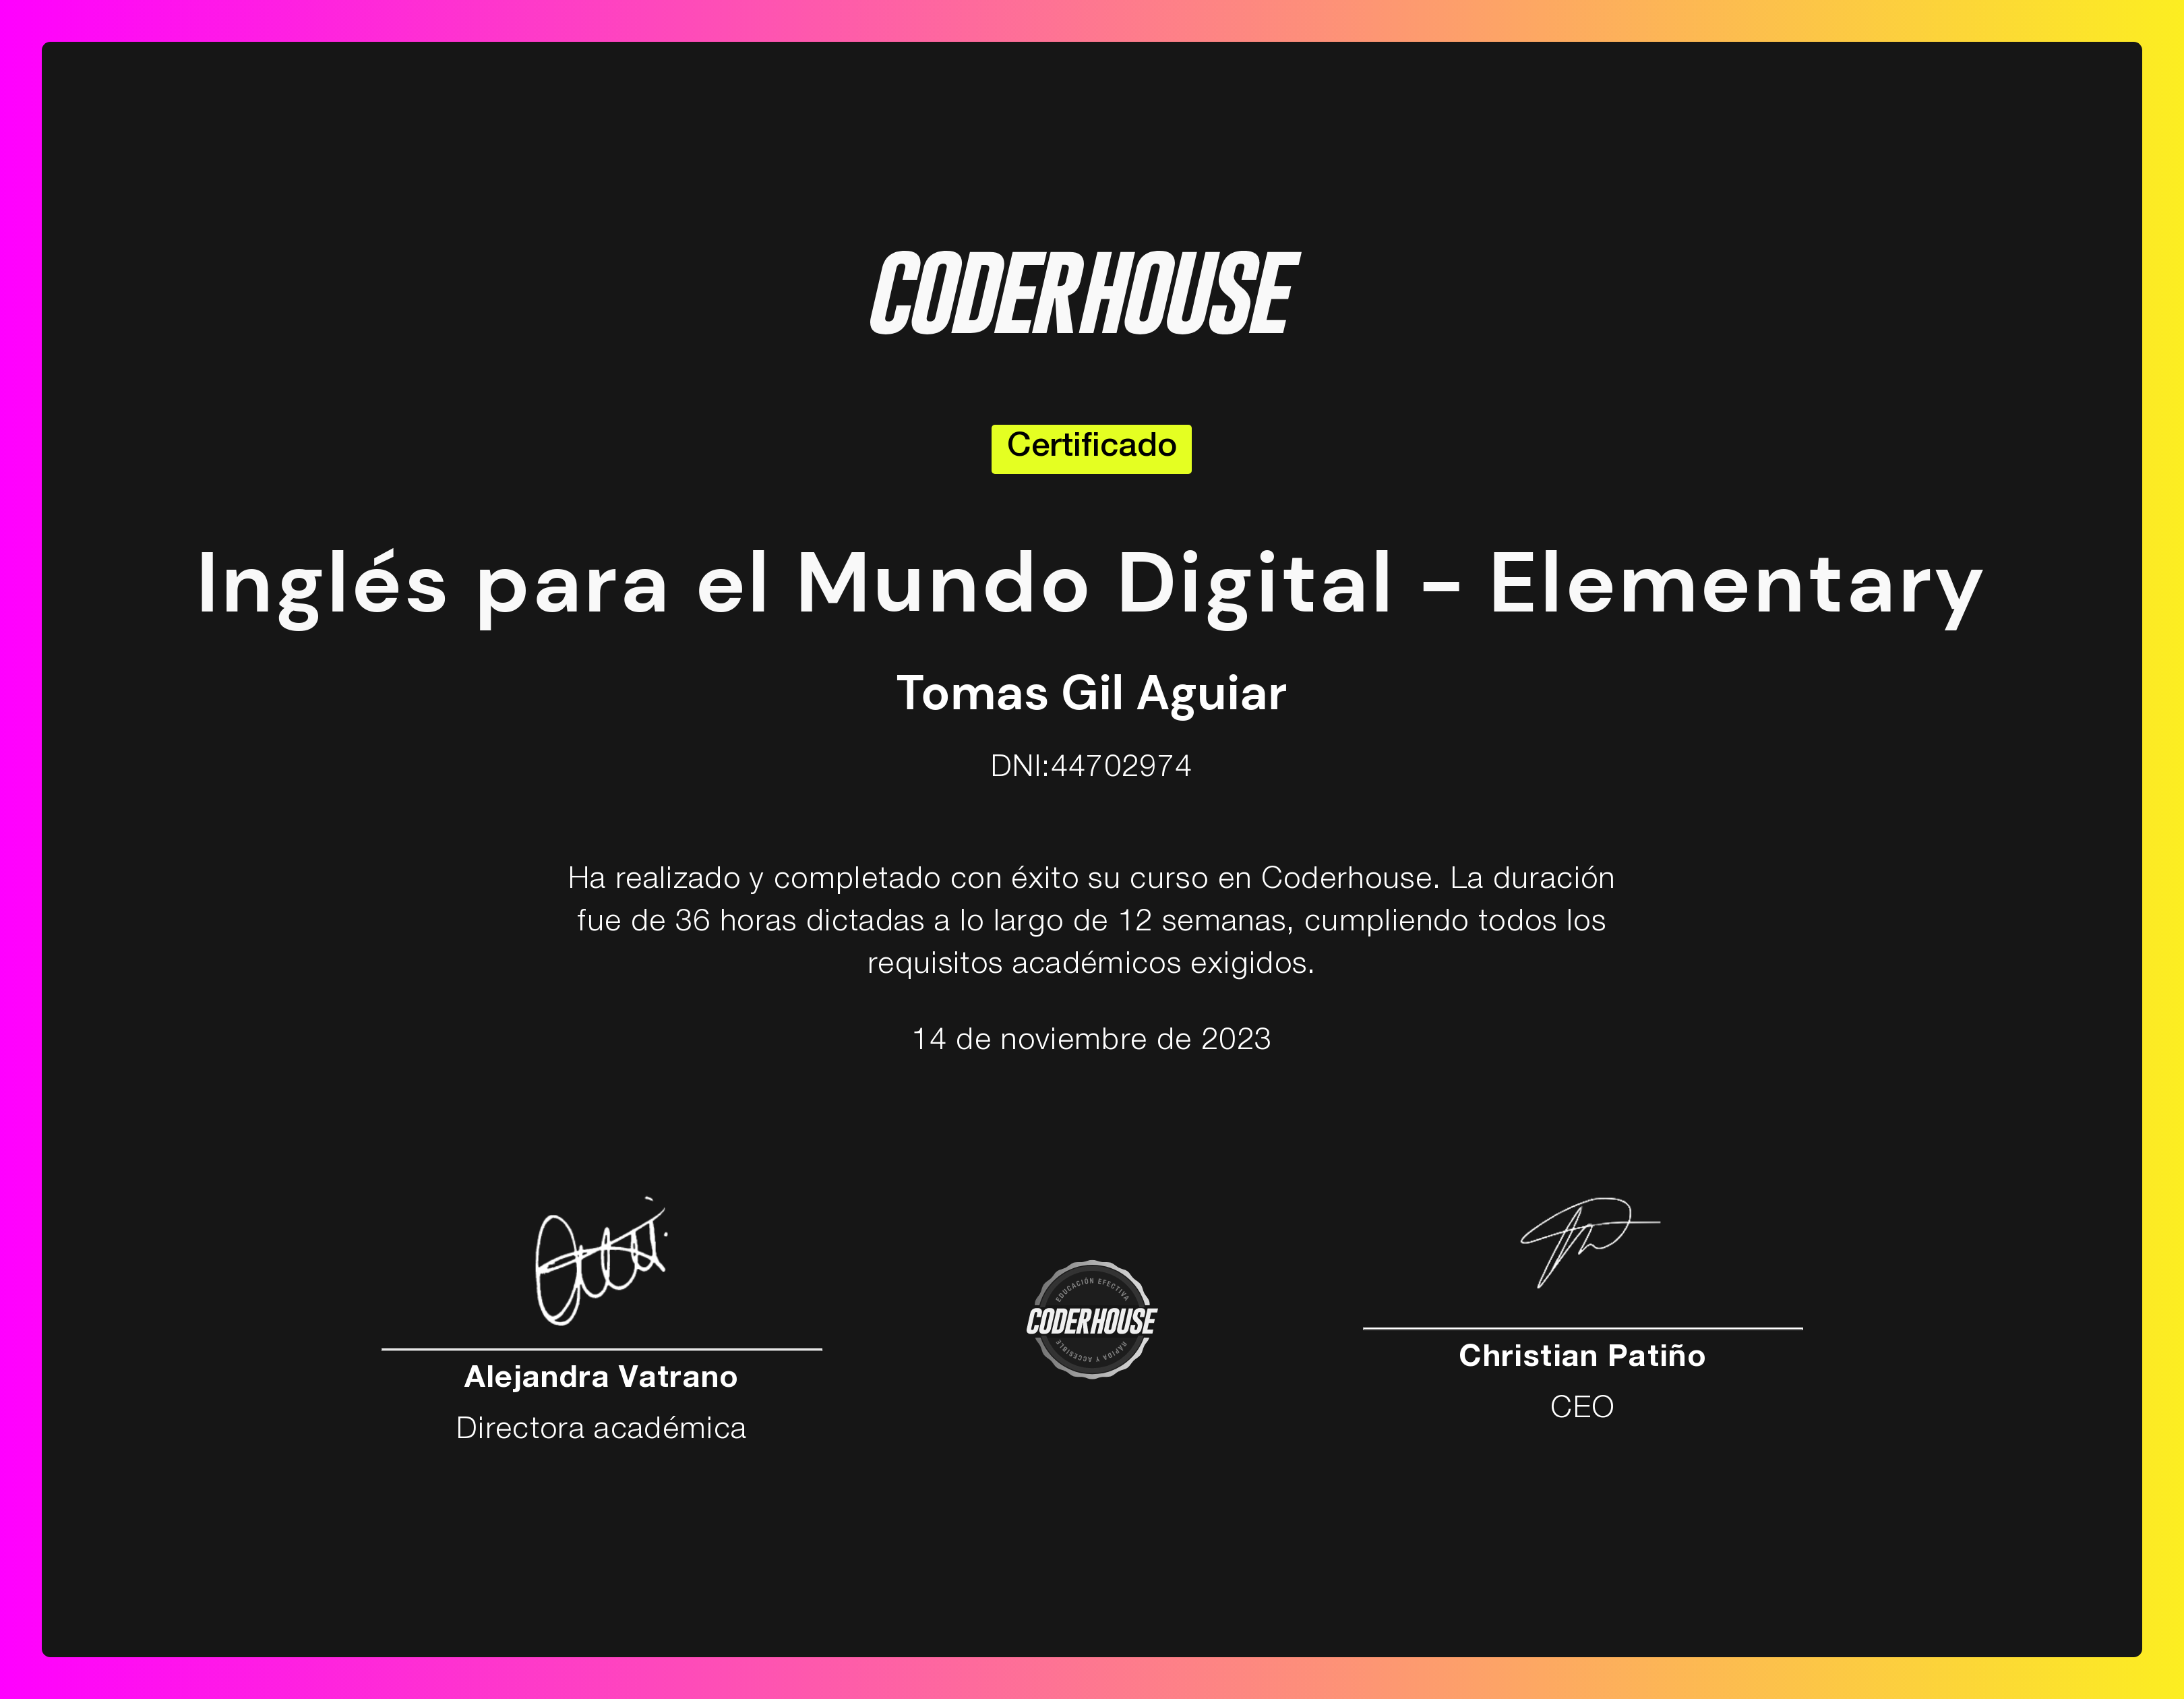 CODERHOUSE
Certificado
Inglés para el Mundo Digital - Elementary
Tomas Gil Aguiar
DNI:44702974
Ha realizado y completado con éxito su curso en Coderhouse. La duración
fue de 36 horas dictadas a lo largo de 12 semanas, cumpliendo todos los
requisitos académicos exigidos.
14 de noviembre de 2023
EDUCACIÓN EFECTIVA
CODERHOUSE
RÁPIDA Y ACCESIBLE
Alejandra Vatrano
Directora académica
Christian Patiño
CEO